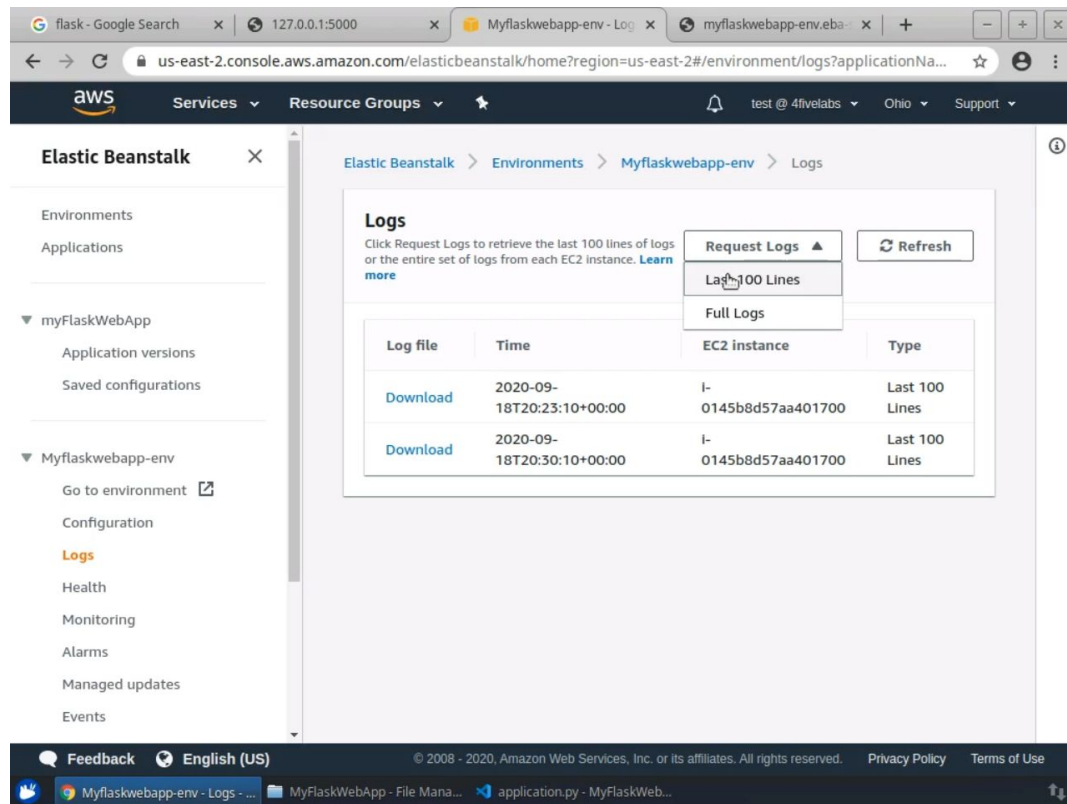 flask - Google Search
127.0.0.1:5000
Myflaskwebapp-env - Log
myflaskwebapp-env.eba-
us-east-2.console.aws.amazon.com/elasticbeanstalk/home?region=us-east-2#/environment/logs?applicationNa...
aws
Services
Resource Groups
test @ 4fivelabs
Ohio
Support
Elastic Beanstalk
Environments
Applications
myFlaskWebApp
Application versions
Saved configurations
Myflaskwebapp-env
Go to environment
Configuration
Logs
Health
Monitoring
Alarms
Managed updates
Events
Elastic Beanstalk > Environments > Myflaskwebapp-env > Logs
Logs
Click Request Logs to retrieve the last 100 lines of logs
or the entire set of logs from each EC2 instance. Learn
more
Request Logs
Refresh
Last 100 Lines
Full Logs
Log file Time EC2 instance Type
Download 2020-09- i- Last 100
18T20:23:10+00:00 0145b8d57aa401700 Lines
Download 2020-09- i- Last 100
18T20:30:10+00:00 0145b8d57aa401700 Lines
Feedback
English (US)
© 2008 - 2020, Amazon Web Services, Inc. or its affiliates. All rights reserved.
Privacy Policy
Terms of Use
Myflaskwebapp-env - Logs - ...
MyFlaskWebApp - File Mana...
application.py - MyFlaskWeb...